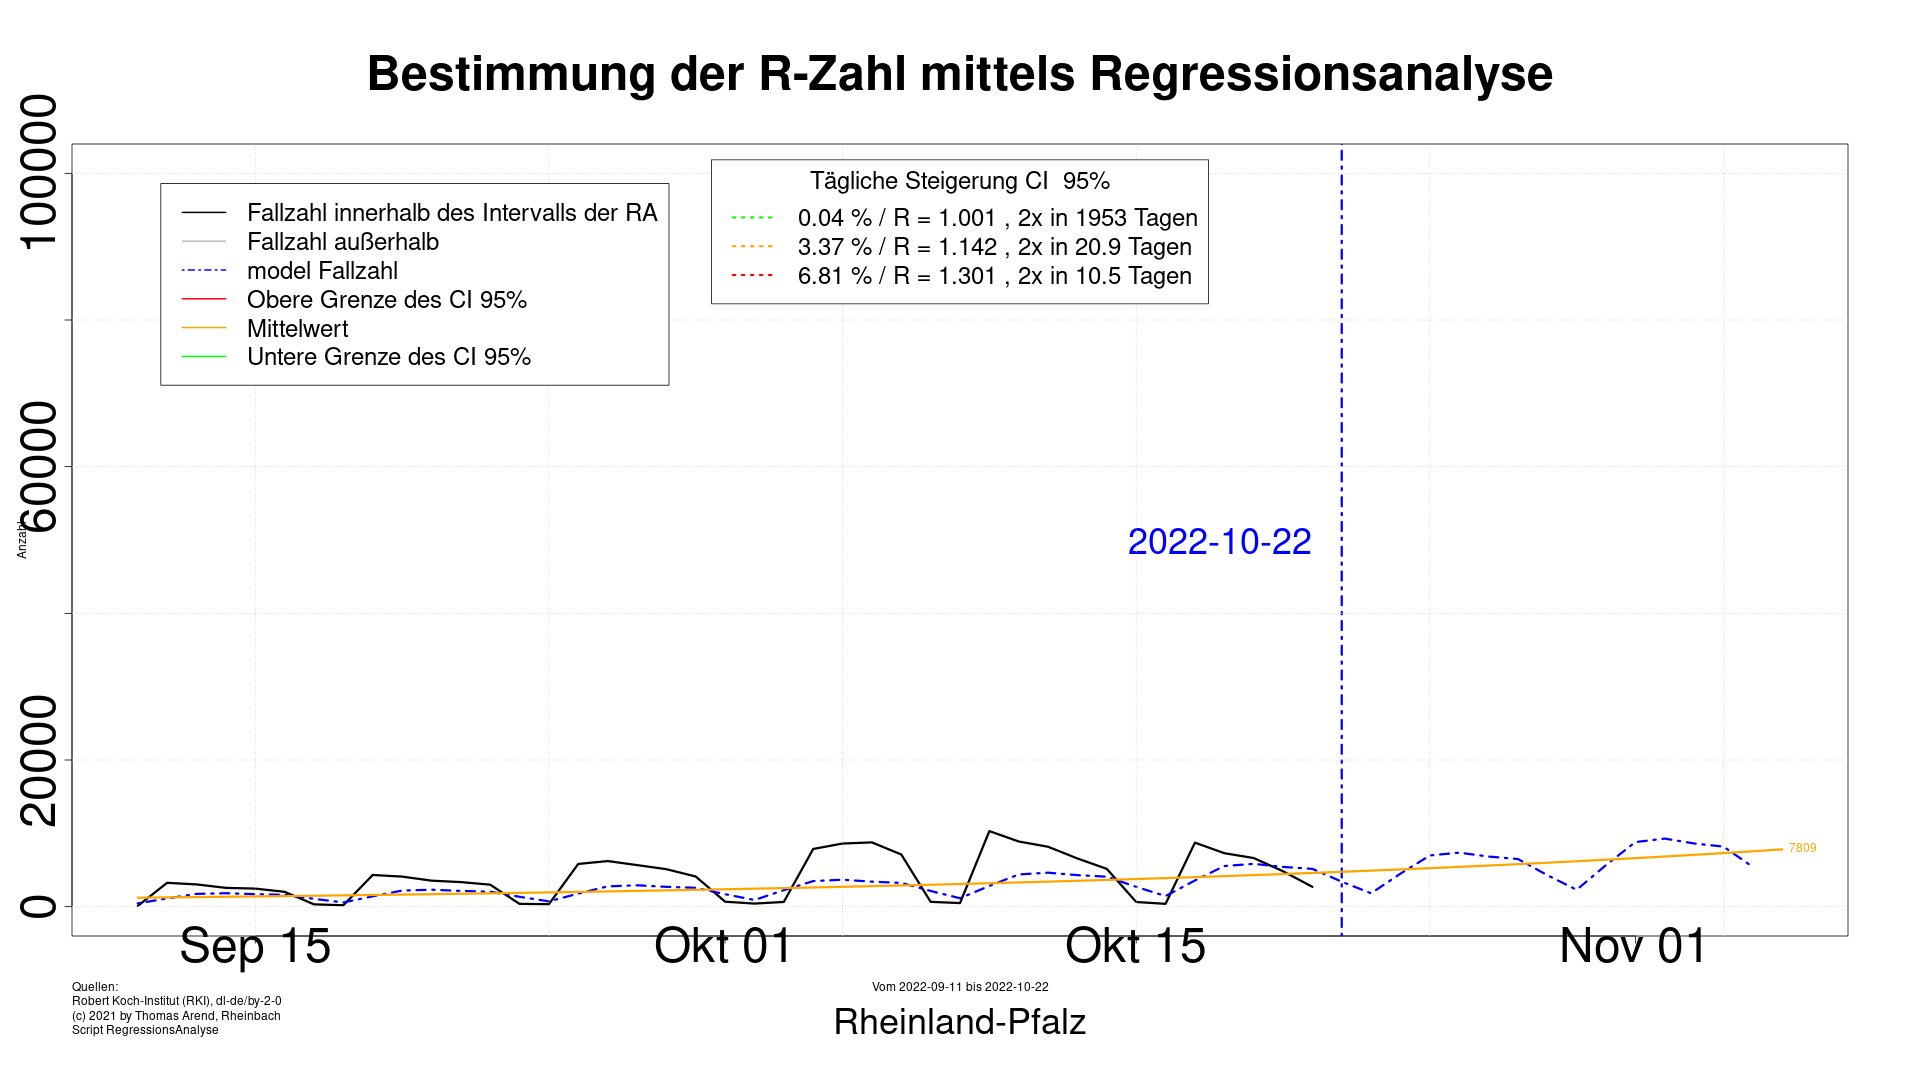 Bestimmung der R-Zahl mittels Regressionsanalyse
100000
60000
20000
0
Anzahl
Fallzahl innerhalb des Intervalls der RA
Fallzahl außerhalb
model Fallzahl
Obere Grenze des CI 95%
Mittelwert
Untere Grenze des CI 95%
Tägliche Steigerung CI  95%
0.04 % / R = 1.001 , 2x in 1953 Tagen
3.37 % / R = 1.142 , 2x in 20.9 Tagen
6.81 % / R = 1.301 , 2x in 10.5 Tagen
2022-10-22
7809
Sep 15
Okt 01
Okt 15
Nov 01
Quellen:
Robert Koch-Institut (RKI), dl-de/by-2-0
(c) 2021 by Thomas Arend, Rheinbach
Script RegressionsAnalyse
Vom 2022-09-11 bis 2022-10-22
Rheinland-Pfalz